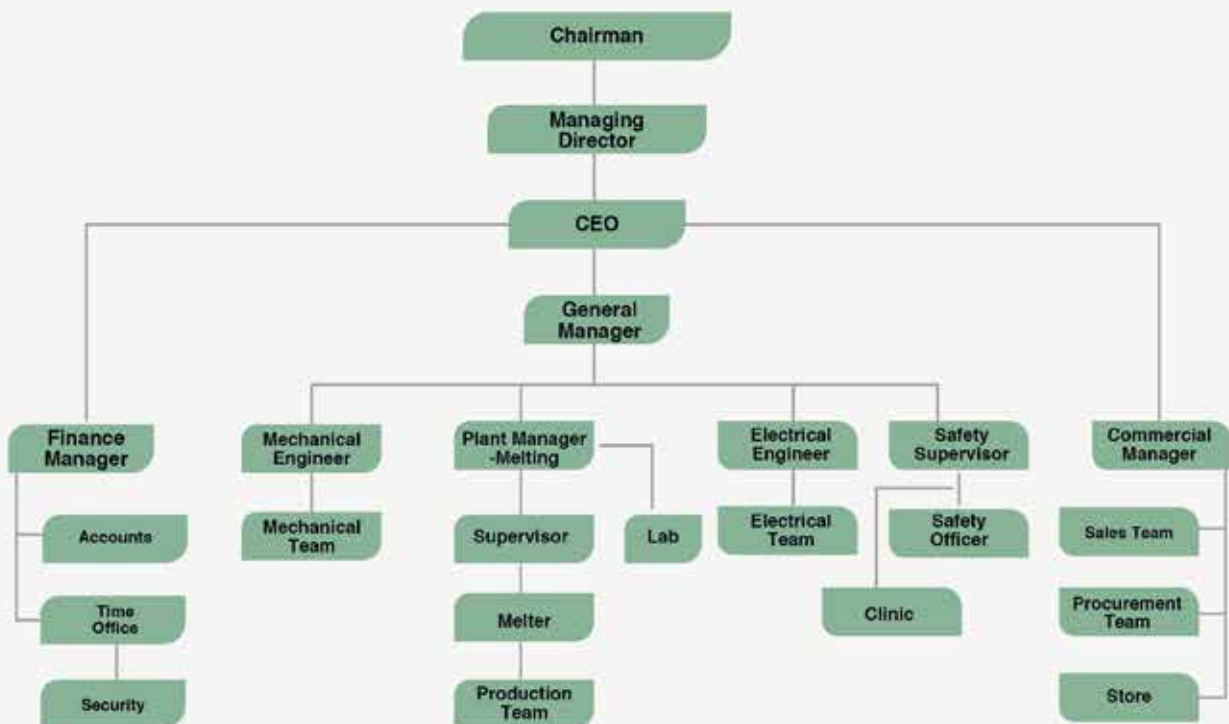 Chairman
Managing
Director
CEO
General
Manager
Finance
Manager
Mechanical
Engineer
Plant Manager
-Melting
Electrical
Engineer
Safety
Supervisor
Commercial
Manager
Accounts
Mechanical
Team
Supervisor
Lab
Electrical
Team
Safety
Officer
Sales Team
Time
Office
Melter
Clinic
Procurement
Team
Security
Production
Team
Store